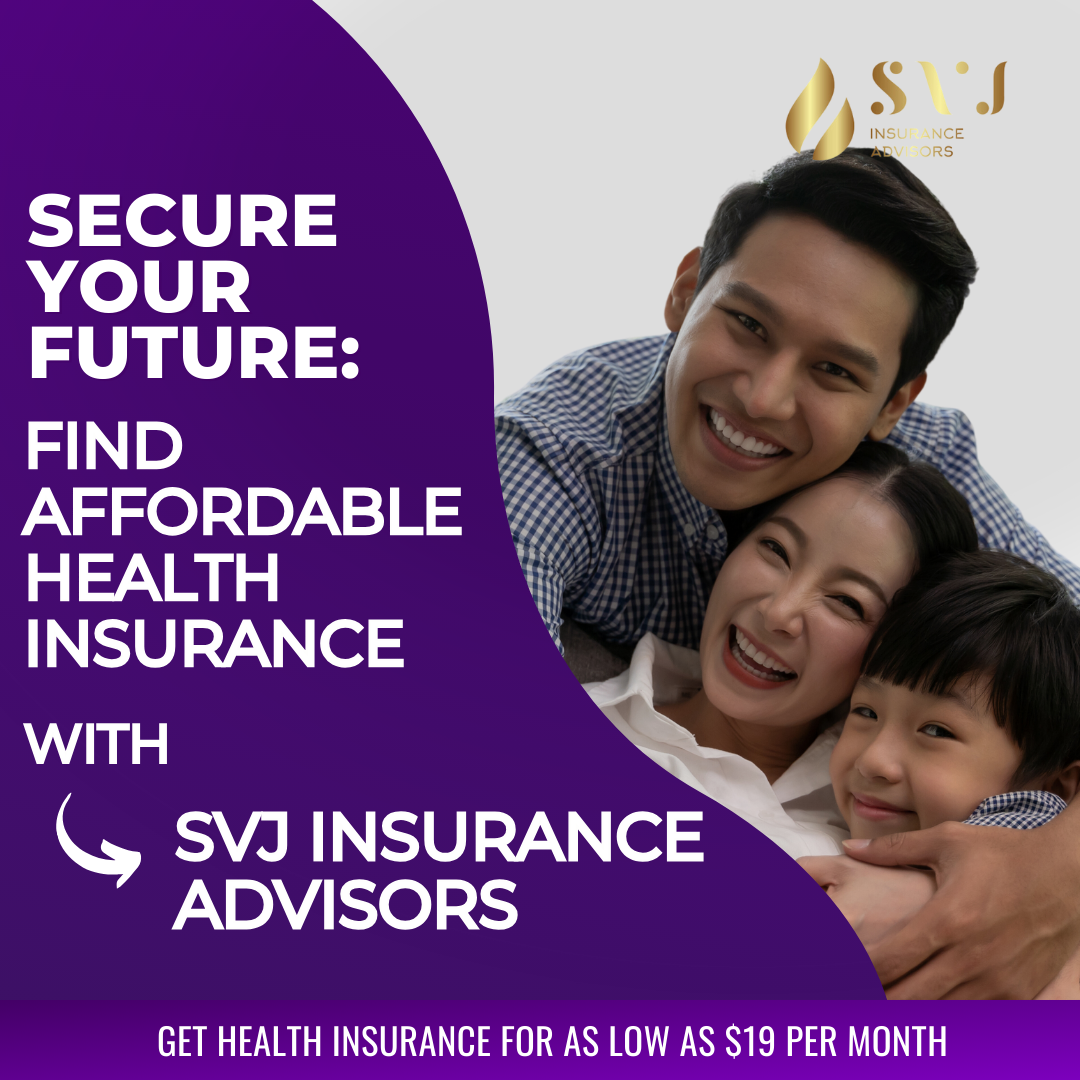 SVJ
INSURANCE
ADVISORS
SECURE
YOUR
FUTURE:
FIND
AFFORDABLE
HEALTH
INSURANCE
WITH
SVJ INSURANCE
ADVISORS
GET HEALTH INSURANCE FOR AS LOW AS $19 PER MONTH